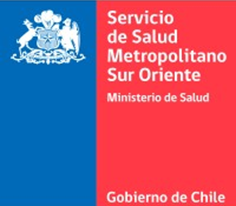 Servicio
de Salud
Metropolitano
Sur Oriente
Ministerio de Salud
Gobierno de Chile